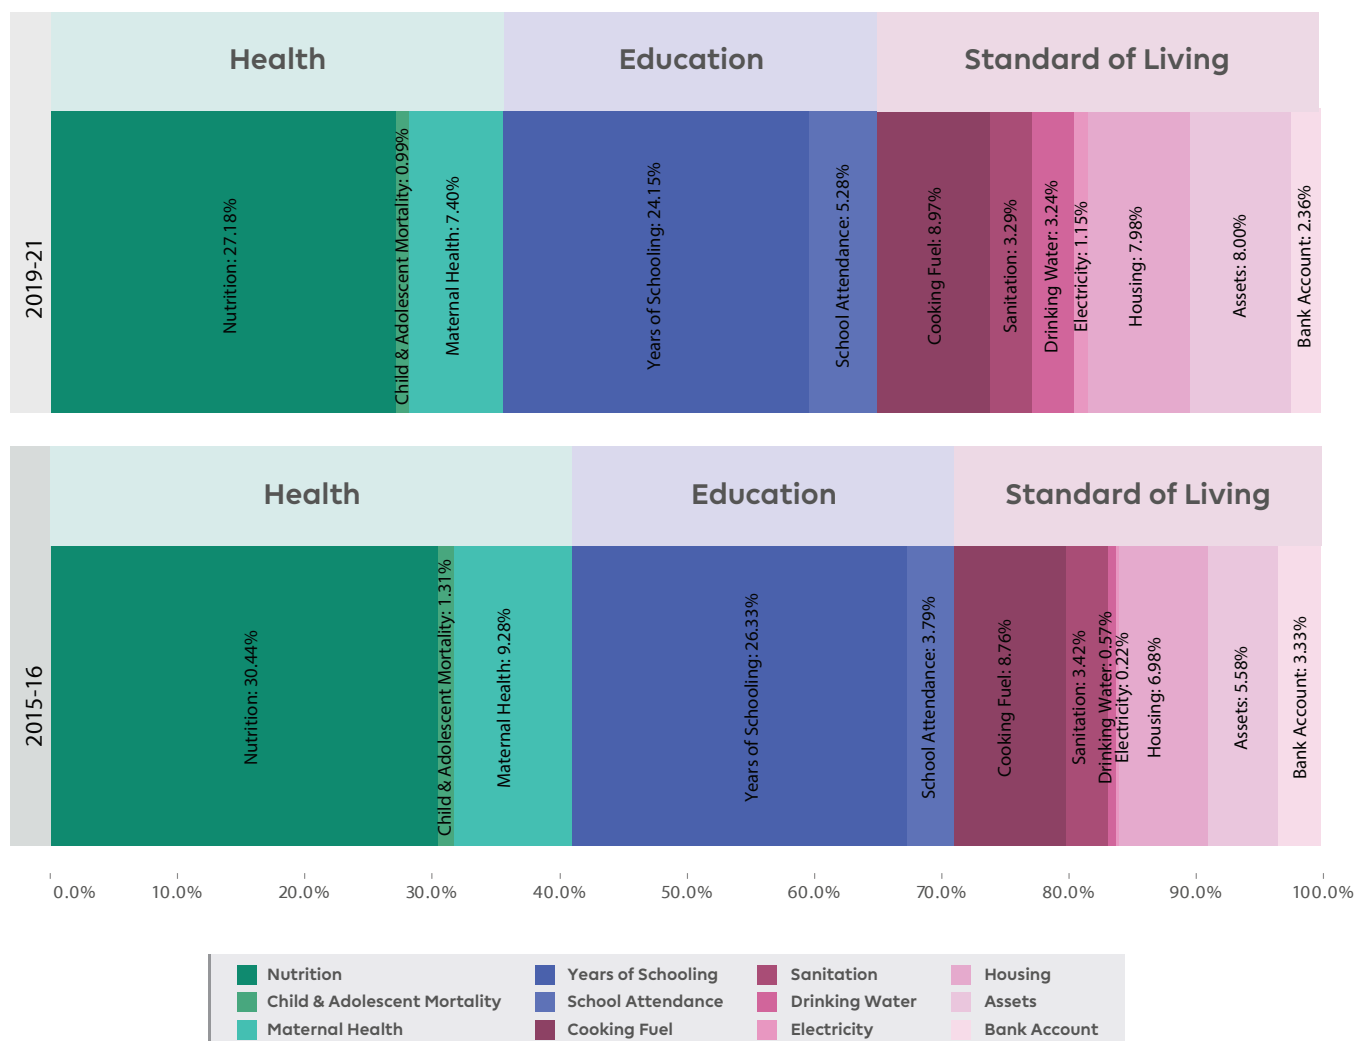 Health
Education
Standard of Living
2019-21
Nutrition: 27.18%
Child & Adolescent Mortality: 0.99%
Maternal Health: 7.40%
Years of Schooling: 24.15%
School Attendance: 5.28%
Cooking Fuel: 8.97%
Sanitation: 3.29%
Drinking Water: 3.24%
Electricity: 1.15%
Housing: 7.98%
Assets: 8.00%
Bank Account: 2.36%
Health
Education
Standard of Living
2015-16
Nutrition: 30.44%
Child & Adolescent Mortality: 1.31%
Maternal Health: 9.28%
Years of Schooling: 26.33%
School Attendance: 3.79%
Cooking Fuel: 8.76%
Sanitation: 3.42%
Drinking Water: 0.57%
Electricity: 0.22%
Housing: 6.98%
Assets: 5.58%
Bank Account: 3.33%
0.0% 10.0% 20.0% 30.0% 40.0% 50.0% 60.0% 70.0% 80.0% 90.0% 100.0%
Nutrition Years of Schooling Sanitation Housing
Child & Adolescent Mortality School Attendance Drinking Water Assets
Maternal Health Cooking Fuel Electricity Bank Account